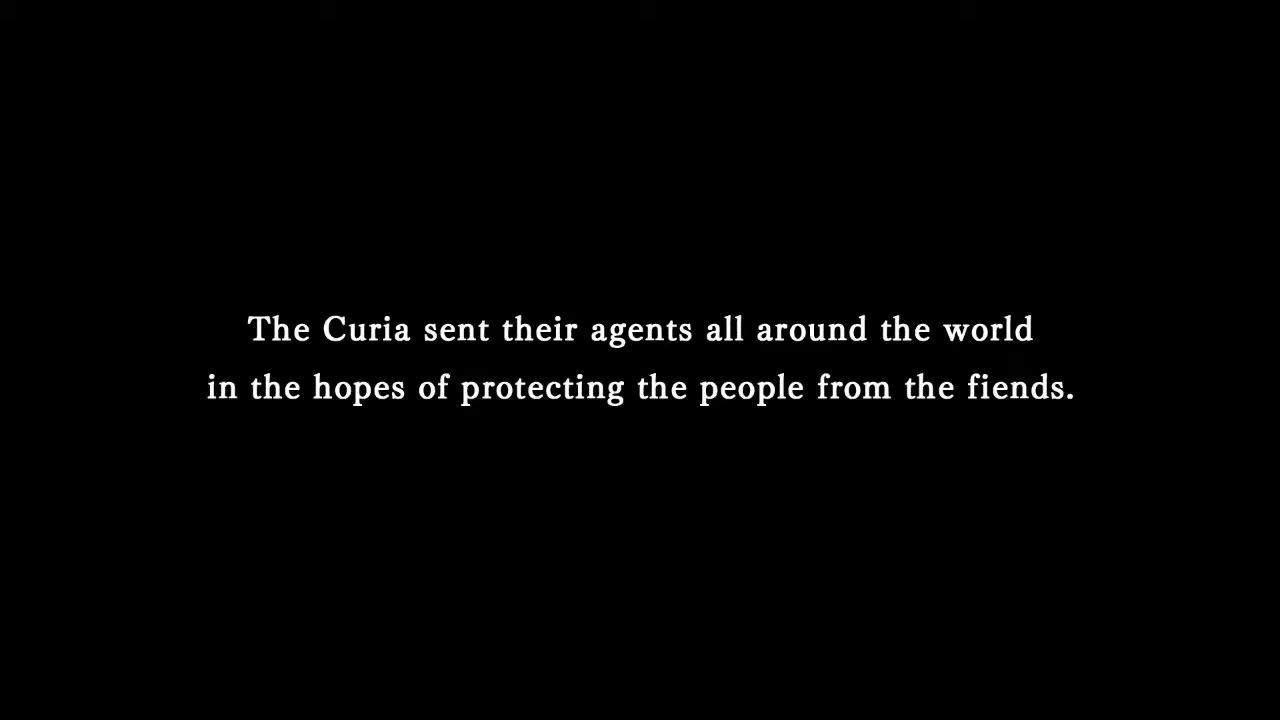 The Curia sent their agents all around the world
in the hopes of protecting the people from the fiends.